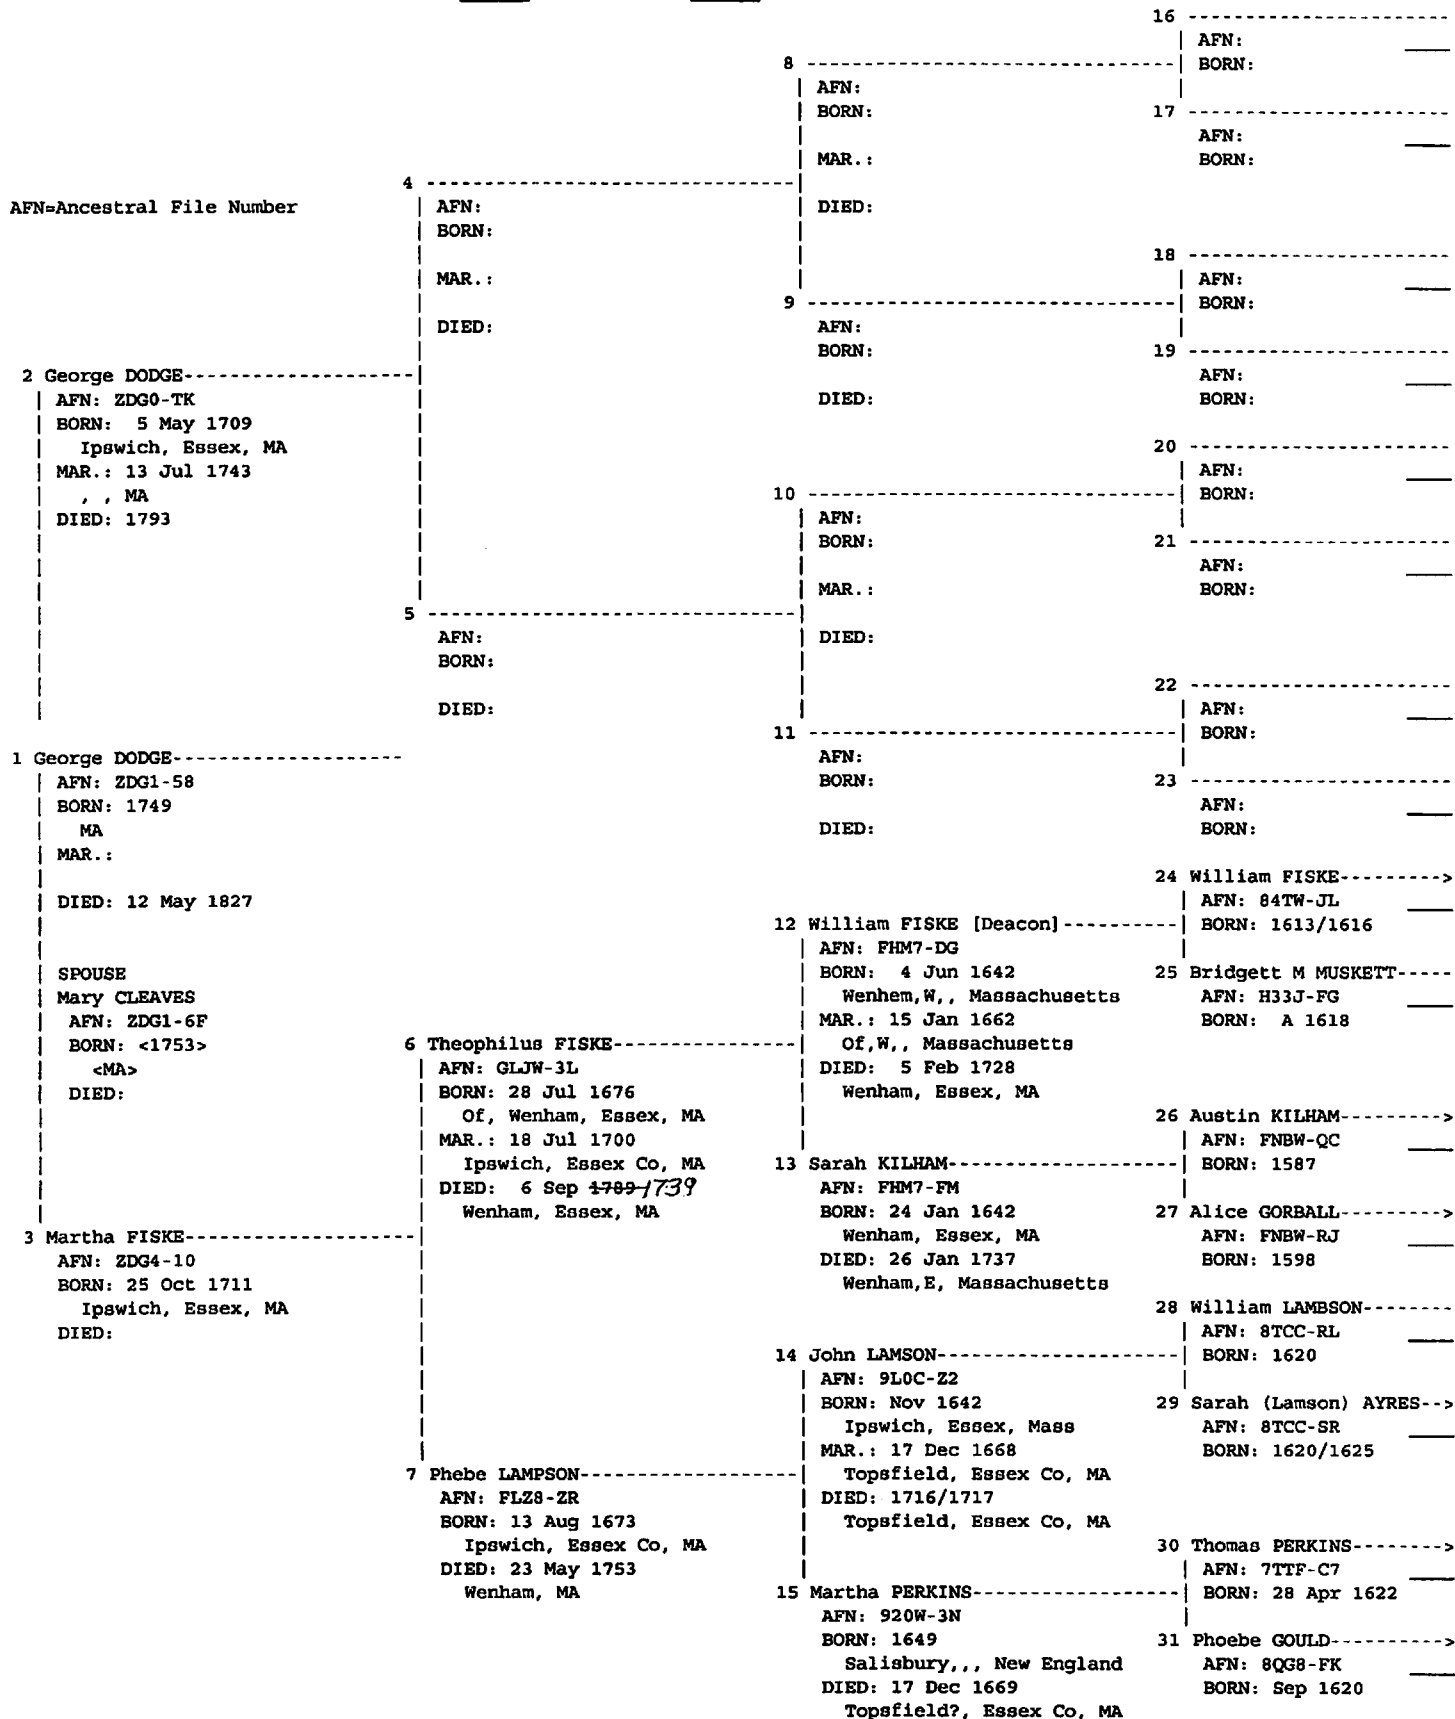 AFN=Ancestral File Number
2 George DODGE
AFN: ZDG0-TK
BORN: 5 May 1709
Ipswich, Essex, MA
MAR.: 13 Jul 1743
, , MA
DIED: 1793
1 George DODGE
AFN: ZDG1-58
BORN: 1749
MA
MAR.:
DIED: 12 May 1827
SPOUSE
Mary CLEAVES
AFN: ZDG1-6F
BORN: <1753>
<MA>
DIED:
3 Martha FISKE
AFN: ZDG4-10
BORN: 25 Oct 1711
Ipswich, Essex, MA
DIED:
4
AFN:
BORN:
MAR.:
DIED:
5
AFN:
BORN:
DIED:
6 Theophilus FISKE
AFN: GLJW-3L
BORN: 28 Jul 1676
Of, Wenham, Essex, MA
MAR.: 18 Jul 1700
Ipswich, Essex Co, MA
DIED: 6 Sep 1789 1739
Wenham, Essex, MA
7 Phebe LAMPSON
AFN: FLZ8-ZR
BORN: 13 Aug 1673
Ipswich, Essex Co, MA
DIED: 23 May 1753
Wenham, MA
8
AFN:
BORN:
MAR.:
DIED:
9
AFN:
BORN:
DIED:
10
AFN:
BORN:
MAR.:
DIED:
11
AFN:
BORN:
DIED:
12 William FISKE [Deacon]
AFN: FHM7-DG
BORN: 4 Jun 1642
Wenhem,W,, Massachusetts
MAR.: 15 Jan 1662
Of,W,, Massachusetts
DIED: 5 Feb 1728
Wenham, Essex, MA
13 Sarah KILHAM
AFN: FHM7-FM
BORN: 24 Jan 1642
Wenham, Essex, MA
DIED: 26 Jan 1737
Wenham,E, Massachusetts
14 John LAMSON
AFN: 9L0C-Z2
BORN: Nov 1642
Ipswich, Essex, Mass
MAR.: 17 Dec 1668
Topsfield, Essex Co, MA
DIED: 1716/1717
Topsfield, Essex Co, MA
15 Martha PERKINS
AFN: 920W-3N
BORN: 1649
Salisbury,,, New England
DIED: 17 Dec 1669
Topsfield?, Essex Co, MA
16
AFN:
BORN:
17
AFN:
BORN:
18
AFN:
BORN:
19
AFN:
BORN:
20
AFN:
BORN:
21
AFN:
BORN:
22
AFN:
BORN:
23
AFN:
BORN:
24 William FISKE--------->
AFN: 84TW-JL
BORN: 1613/1616
25 Bridgett M MUSKETT-----
AFN: H33J-FG
BORN: A 1618
26 Austin KILHAM--------->
AFN: FNBW-QC
BORN: 1587
27 Alice GORBALL--------->
AFN: FNBW-RJ
BORN: 1598
28 William LAMBSON--------
AFN: 8TCC-RL
BORN: 1620
29 Sarah (Lamson) AYRES-->
AFN: 8TCC-SR
BORN: 1620/1625
30 Thomas PERKINS-------->
AFN: 7TTF-C7
BORN: 28 Apr 1622
31 Phoebe GOULD---------->
AFN: 8QG8-FK
BORN: Sep 1620